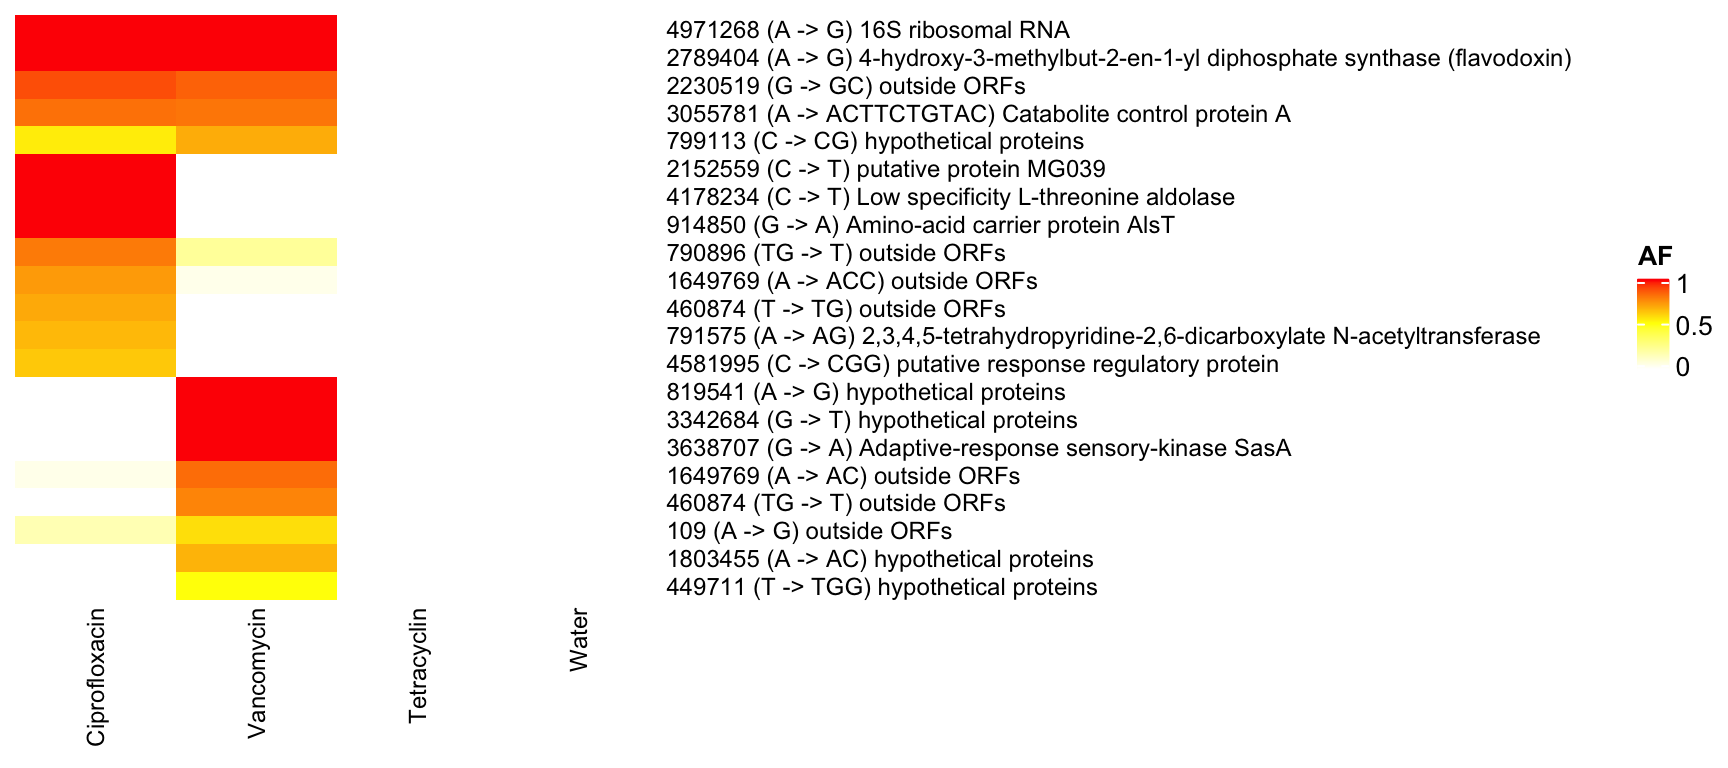 4971268 (A -> G) 16S ribosomal RNA
2789404 (A -> G) 4-hydroxy-3-methylbut-2-en-1-yl diphosphate synthase (flavodoxin)
2230519 (G -> GC) outside ORFs
3055781 (A -> ACTTCTGTAC) Catabolite control protein A
799113 (C -> CG) hypothetical proteins
2152559 (C -> T) putative protein MG039
4178234 (C -> T) Low specificity L-threonine aldolase
914850 (G -> A) Amino-acid carrier protein AlsT
790896 (TG -> T) outside ORFs
1649769 (A -> ACC) outside ORFs
460874 (T -> TG) outside ORFs
791575 (A -> AG) 2,3,4,5-tetrahydropyridine-2,6-dicarboxylate N-acetyltransferase
4581995 (C -> CGG) putative response regulatory protein
819541 (A -> G) hypothetical proteins
3342684 (G -> T) hypothetical proteins
3638707 (G -> A) Adaptive-response sensory-kinase SasA
1649769 (A -> AC) outside ORFs
460874 (TG -> T) outside ORFs
109 (A -> G) outside ORFs
1803455 (A -> AC) hypothetical proteins
449711 (T -> TGG) hypothetical proteins
Ciprofloxacin
Vancomycin
Tetracyclin
Water
AF
1
0.5
0